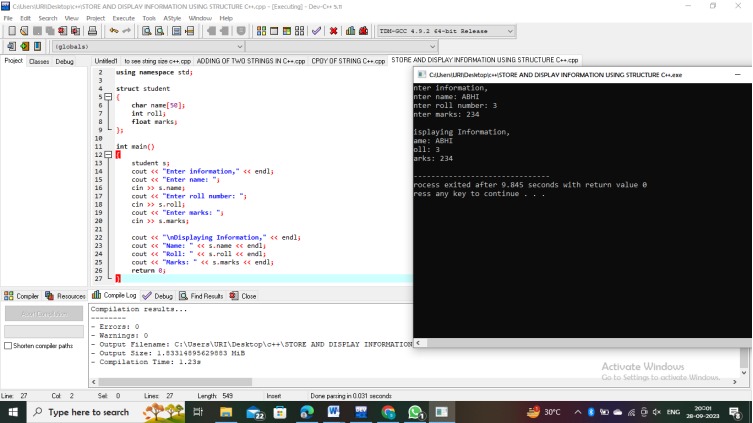 C:\Users\URI\Desktop\c++\STORE AND DISPLAY INFORMATION USING STRUCTURE C++.cpp - [Executing] - Dev-C++ 5.11
File Edit Search View Project Execute Tools AStyle Window Help
TDM-GCC 4.9.2 64-bit Release
(globals)
Project Classes Debug
Untitled1 to see string size c++.cpp ADDING OF TWO STRINGS IN C++.cpp CPOY OF STRING C++.cpp STORE AND DISPLAY INFORMATION USING STRUCTURE C++.cpp
2 using namespace std;
3
4 struct student
5 {
6 char name[50];
7 int roll;
8 float marks;
9 };
10
11 int main()
12 {
13 student s;
14 cout << "Enter information," << endl;
15 cout << "Enter name: ";
16 cin >> s.name;
17 cout << "Enter roll number: ";
18 cin >> s.roll;
19 cout << "Enter marks: ";
20 cin >> s.marks;
21
22 cout << "\nDisplaying Information," << endl;
23 cout << "Name: " << s.name << endl;
24 cout << "Roll: " << s.roll << endl;
25 cout << "Marks: " << s.marks << endl;
26 return 0;
27 }
C:\Users\URI\Desktop\c++\STORE AND DISPLAY INFORMATION USING STRUCTURE C++.exe
nter information,
nter name: ABHI
nter roll number: 3
nter marks: 234
isplaying Information,
ame: ABHI
oll: 3
arks: 234
--------------------------------
rocess exited after 9.845 seconds with return value 0
ress any key to continue . . .
Compiler Resources Compile Log Debug Find Results Close
Abort Compilation
Shorten compiler paths
Compilation results...
--------
- Errors: 0
- Warnings: 0
- Output Filename: C:\Users\URI\Desktop\c++\STORE AND DISPLAY INFORMATION
- Output Size: 1.83314895629883 MiB
- Compilation Time: 1.23s
Activate Windows
Go to Settings to activate Windows.
Line: 27 Col: 2 Sel: 0 Lines: 27 Length: 549 Insert Done parsing in 0.031 seconds
Type here to search
22
30°C
ENG
20:01
28-09-2023